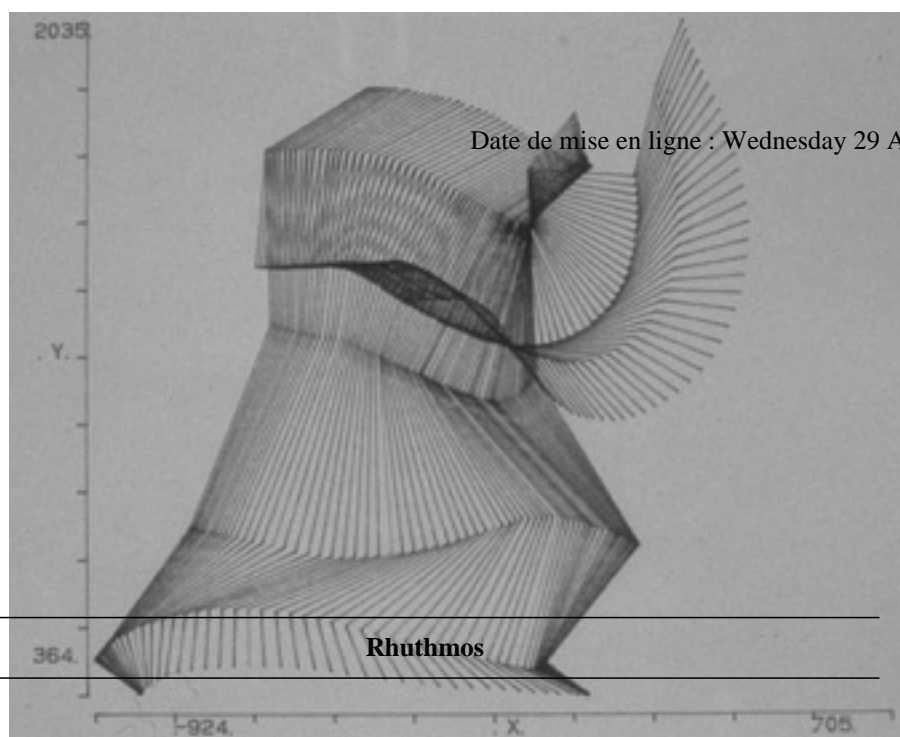 2035
Date de mise en ligne : Wednesday 29 A
. Y.
Rhuthmos
364.
-924. . X. 705.